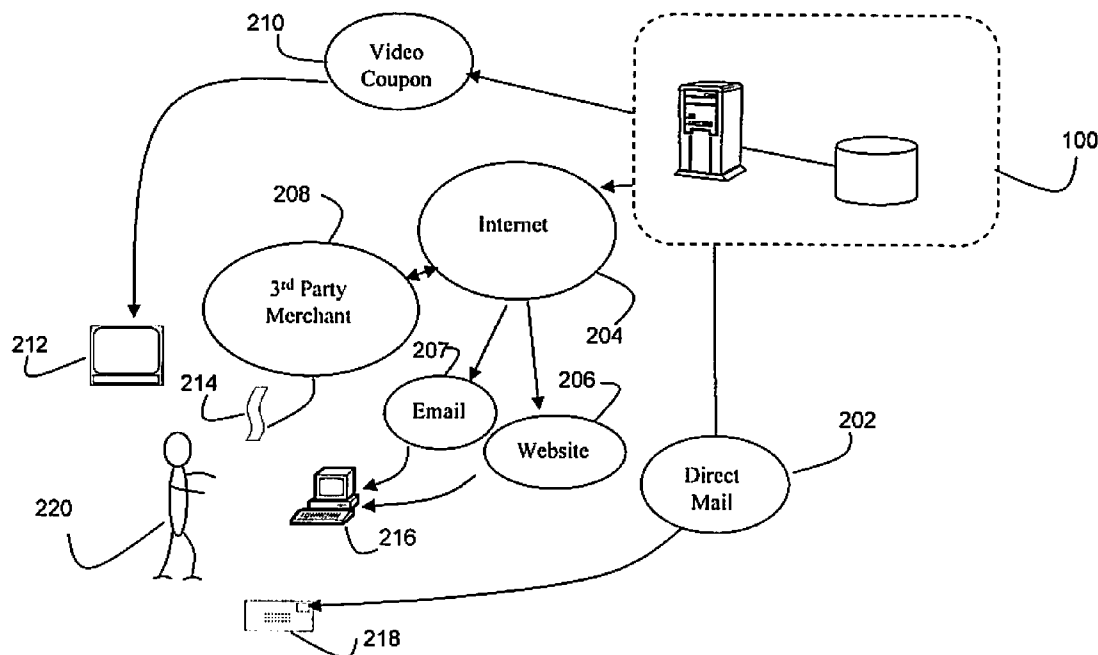 210
Video
Coupon
100
208
Internet
3rd Party
Merchant
204
212
207
214
206
Email
Website
202
Direct
Mail
220
216
218